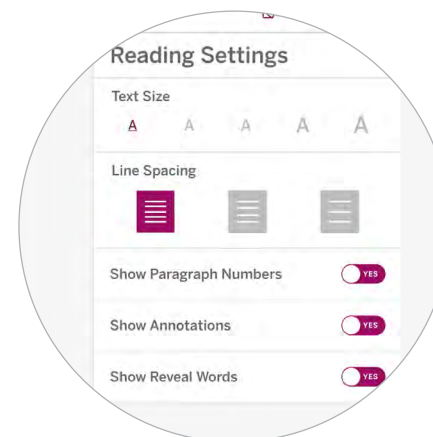 Reading Settings
Text Size
A A A A A
Line Spacing
Show Paragraph Numbers YES
Show Annotations YES
Show Reveal Words YES